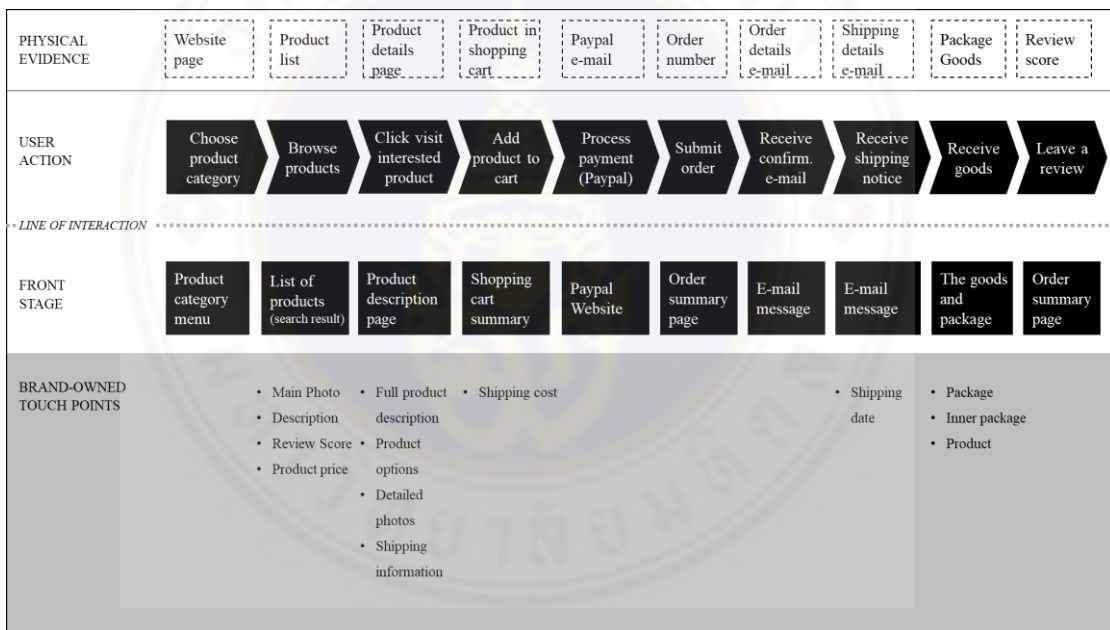 PHYSICAL
EVIDENCE
Website
page
Product
list
Product
details
page
Product in
shopping
cart
Paypal
e-mail
Order
number
Order
details
e-mail
Shipping
details
e-mail
Package
Goods
Review
score
USER
ACTION
Choose
product
category
Browse
products
Click visit
interested
product
Add
product to
cart
Process
payment
(Paypal)
Submit
order
Receive
confirm.
e-mail
Receive
shipping
notice
Receive
goods
Leave a
review
LINE OF INTERACTION
FRONT
STAGE
Product
category
menu
List of
products
(search result)
Product
description
page
Shopping
cart
summary
Paypal
Website
Order
summary
page
E-mail
message
E-mail
message
The goods
and
package
Order
summary
page
BRAND-OWNED
TOUCH POINTS
• Main Photo
• Description
• Review Score
• Product price
• Full product
description
• Product
options
• Detailed
photos
• Shipping
information
• Shipping cost
• Shipping
date
• Package
• Inner package
• Product